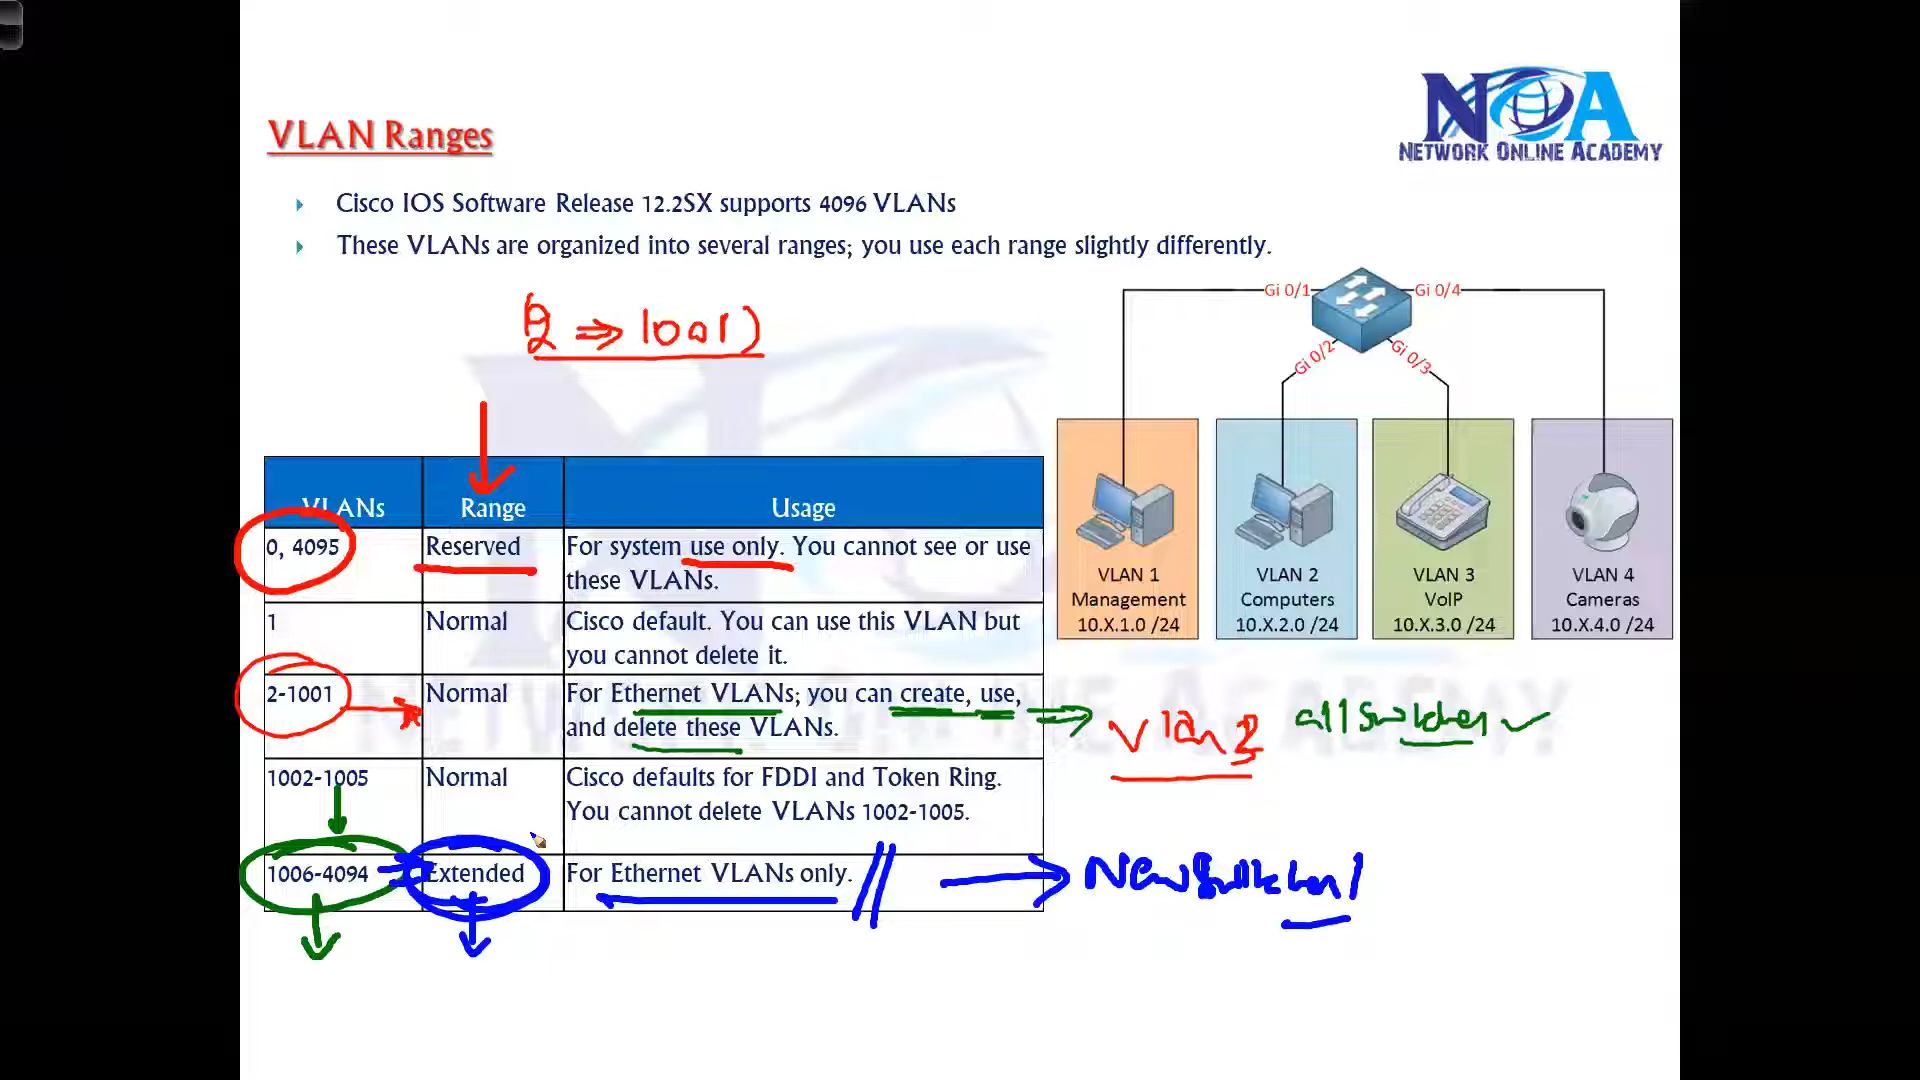 NOA
NETWORK ONLINE ACADEMY
VLAN Ranges
Cisco IOS Software Release 12.2SX supports 4096 VLANs
These VLANs are organized into several ranges; you use each range slightly differently.
2 ⇒ 1001)
Gi 0/1
Gi 0/4
Gi 0/2
Gi 0/3
VLAN 1
Management
10.X.1.0 /24
VLAN 2
Computers
10.X.2.0 /24
VLAN 3
VoIP
10.X.3.0 /24
VLAN 4
Cameras
10.X.4.0 /24
VLANs Range Usage
0, 4095 Reserved For system use only. You cannot see or use
these VLANs.
1 Normal Cisco default. You can use this VLAN but
you cannot delete it.
2-1001 Normal For Ethernet VLANs; you can create, use,
and delete these VLANs.
Vlan 2
all switches
1002-1005 Normal Cisco defaults for FDDI and Token Ring.
You cannot delete VLANs 1002-1005.
1006-4094 Extended For Ethernet VLANs only.
New
NETWORK ONLINE ACADEMY